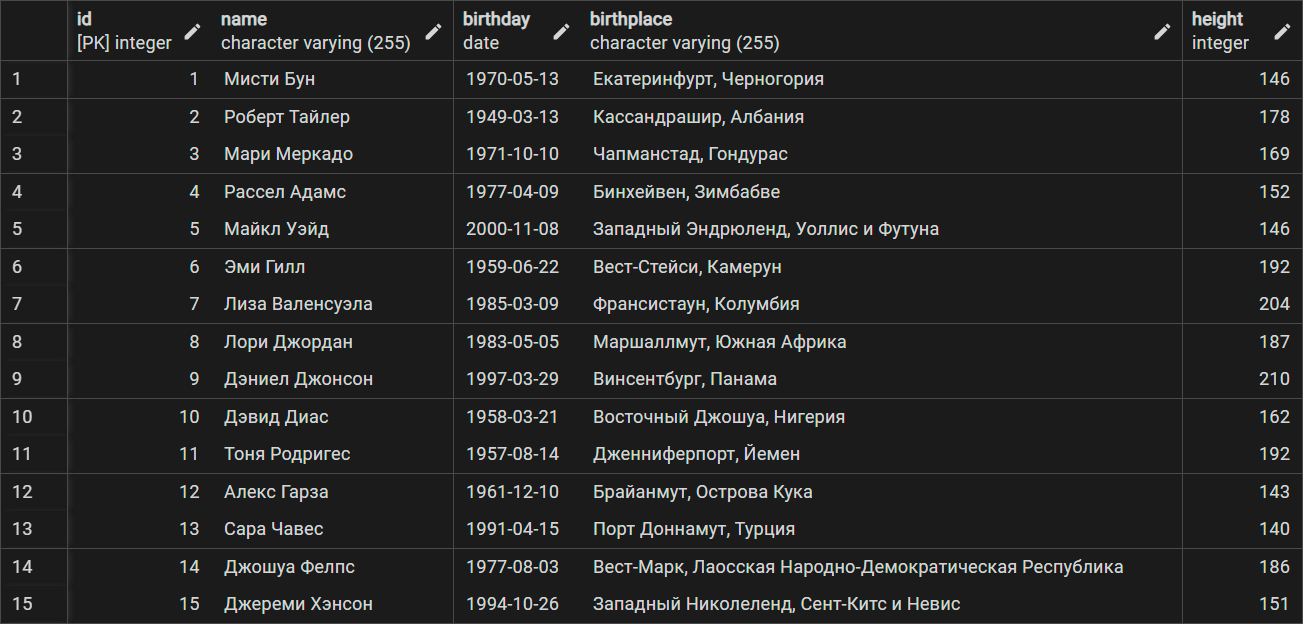 id name birthday birthplace height
[PK] integer character varying (255) date character varying (255) integer
1 1 Мисти Бун 1970-05-13 Екатеринфурт, Черногория 146
2 2 Роберт Тайлер 1949-03-13 Кассандрашир, Албания 178
3 3 Мари Меркадо 1971-10-10 Чапманстад, Гондурас 169
4 4 Рассел Адамс 1977-04-09 Бинхейвен, Зимбабве 152
5 5 Майкл Уэйд 2000-11-08 Западный Эндрюленд, Уоллис и Футуна 146
6 6 Эми Гилл 1959-06-22 Вест-Стейси, Камерун 192
7 7 Лиза Валенсуэла 1985-03-09 Франсистаун, Колумбия 204
8 8 Лори Джордан 1983-05-05 Маршаллмут, Южная Африка 187
9 9 Дэниел Джонсон 1997-03-29 Винсентбург, Панама 210
10 10 Дэвид Диас 1958-03-21 Восточный Джошуа, Нигерия 162
11 11 Тоня Родригес 1957-08-14 Дженниферпорт, Йемен 192
12 12 Алекс Гарза 1961-12-10 Брайанмут, Острова Кука 143
13 13 Сара Чавес 1991-04-15 Порт Доннамут, Турция 140
14 14 Джошуа Фелпс 1977-08-03 Вест-Марк, Лаосская Народно-Демократическая Республика 186
15 15 Джереми Хэнсон 1994-10-26 Западный Николеленд, Сент-Китс и Невис 151